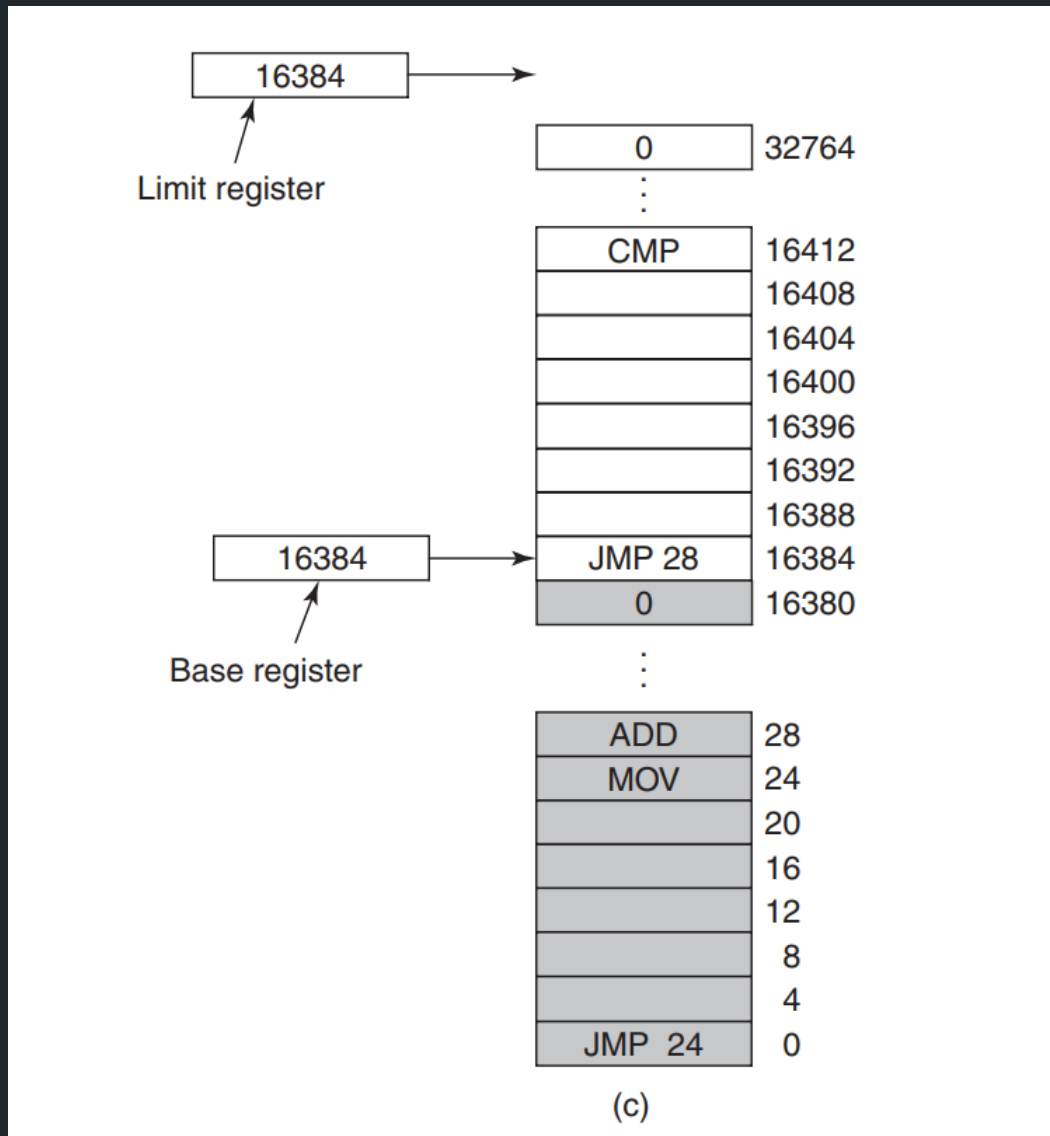 16384
Limit register
0 32764
CMP 16412
16408
16404
16400
16396
16392
16388
16384 JMP 28 16384
0 16380
Base register
ADD 28
MOV 24
20
16
12
8
4
JMP 24 0
(c)